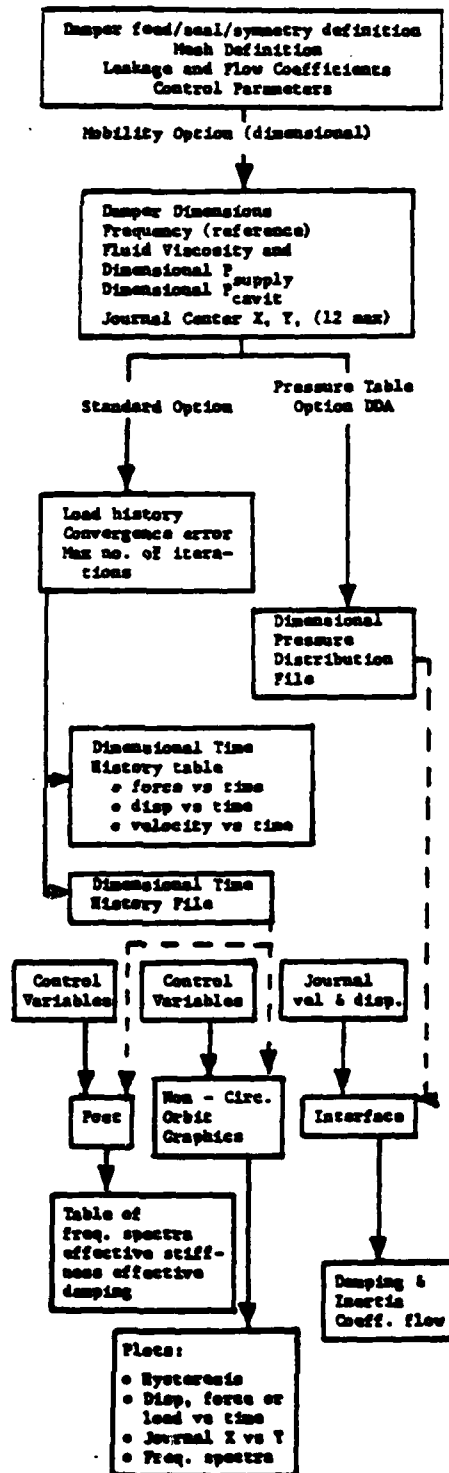 Damper feed/seal/symmetry definition
Mesh Definition
Leakage and Flow Coefficients
Control Parameters
Mobility Option (dimensional)
Damper Dimensions
Frequency (reference)
Fluid Viscosity and
Dimensional P supply
Dimensional P cavit
Journal Center X, Y, (12 max)
Standard Option
Pressure Table
Option DDA
Load history
Convergence error
Max no. of itera-
tions
Dimensional
Pressure
Distribution
File
Dimensional Time
History table
• force vs time
• disp vs time
• velocity vs time
Dimensional Time
History File
Control
Variables
Control
Variables
Journal
vel & disp.
Post
Non - Circ.
Orbit
Graphics
Interface
Table of
freq. spectra
effective stiff-
ness effective
damping
Damping &
Inertia
Coeff. flow
Plots:
• Hysteresis
• Disp, force or
load vs time
• Journal X vs Y
• Freq. spectra